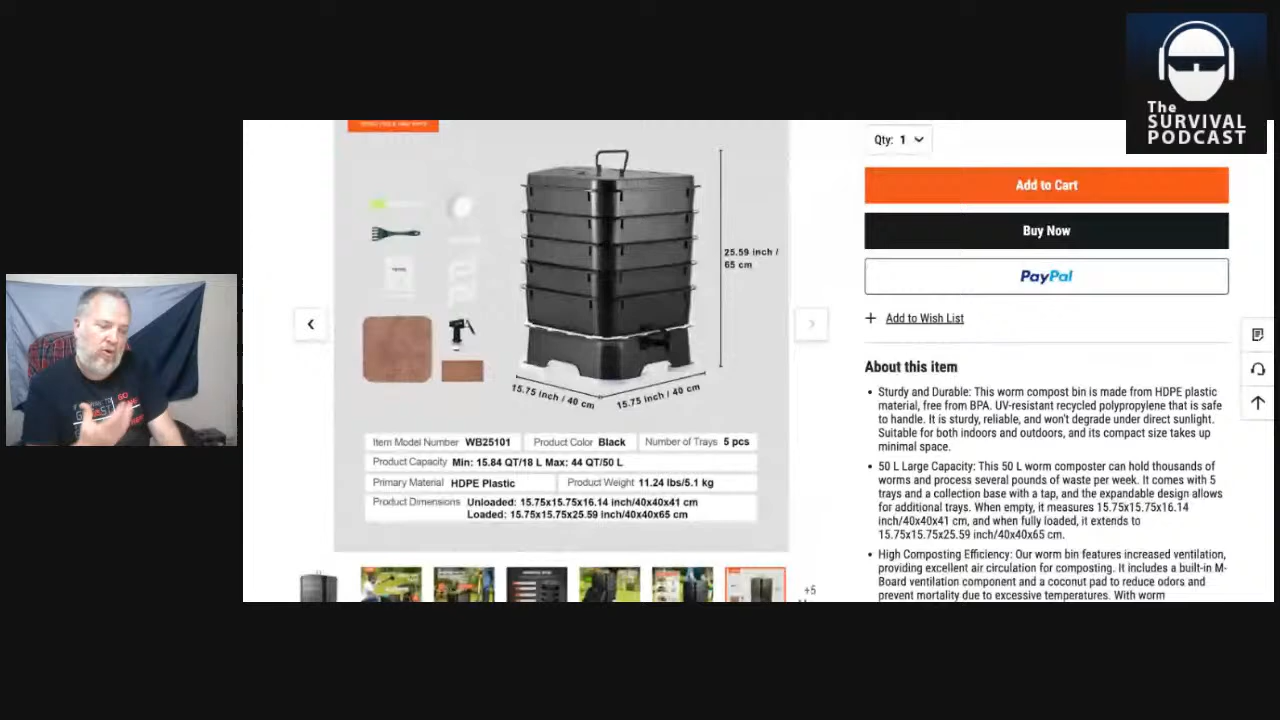 The
SURVIVAL
PODCAST
Qty: 1
Add to Cart
Buy Now
PayPal
Add to Wish List
About this item
Sturdy and Durable: This worm compost bin is made from HDPE plastic
material, free from BPA. UV-resistant recycled polypropylene that is safe
to handle. It is sturdy, reliable, and won't degrade under direct sunlight.
Suitable for both indoors and outdoors, and its compact size takes up
minimal space.
50 L Large Capacity: This 50 L worm composter can hold thousands of
worms and process several pounds of waste per week. It comes with 5
trays and a collection base with a tap, and the expandable design allows
for additional trays. When empty, it measures 15.75x15.75x16.14
inch/40x40x41 cm, and when fully loaded, it extends to
15.75x15.75x25.59 inch/40x40x65 cm.
High Composting Efficiency: Our worm bin features increased ventilation,
providing excellent air circulation for composting. It includes a built-in M-
Board ventilation component and a coconut pad to reduce odors and
prevent mortality due to excessive temperatures. With worm
25.59 inch /
65 cm
15.75 inch / 40 cm
15.75 inch / 40 cm
Item Model Number WB25101 Product Color Black Number of Trays 5 pcs
Product Capacity Min: 15.84 QT/18 L Max: 44 QT/50 L
Primary Material HDPE Plastic Product Weight 11.24 lbs/5.1 kg
Product Dimensions Unloaded: 15.75x15.75x16.14 inch/40x40x41 cm
Loaded: 15.75x15.75x25.59 inch/40x40x65 cm
+5